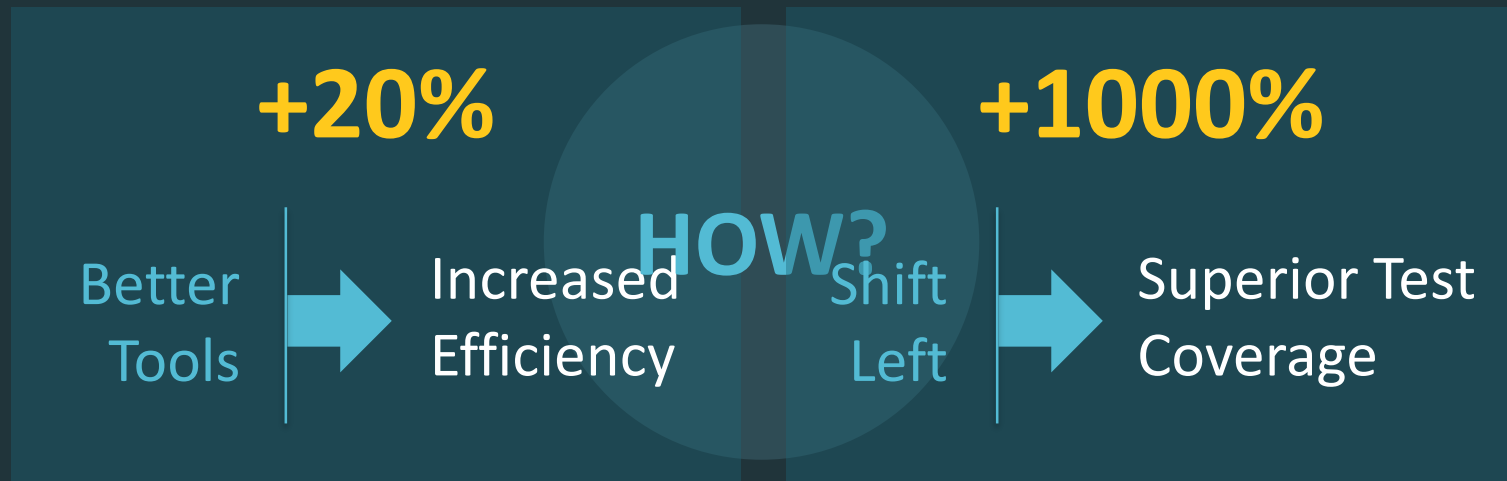 +20%
Better
Tools
Increased
Efficiency
HOW?
+1000%
Shift
Left
Superior Test
Coverage